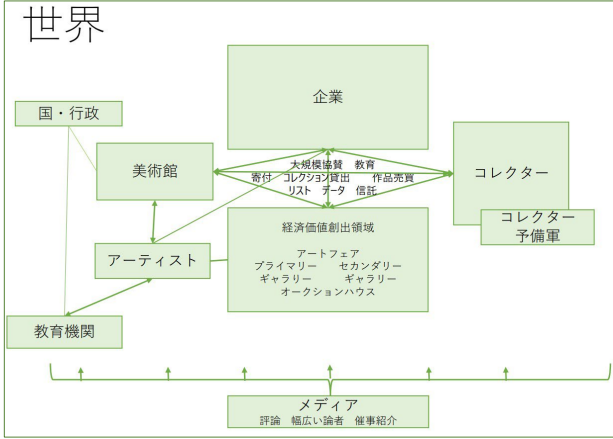 世界
企業
国・行政
美術館
大規模協賛 教育
寄付 コレクション貸出 作品売買
リスト データ 信託
コレクター
コレクター
予備軍
経済価値創出領域
アートフェア
プライマリー セカンダリー
ギャラリー ギャラリー
オークションハウス
アーティスト
教育機関
メディア
評論 幅広い論者 催事紹介